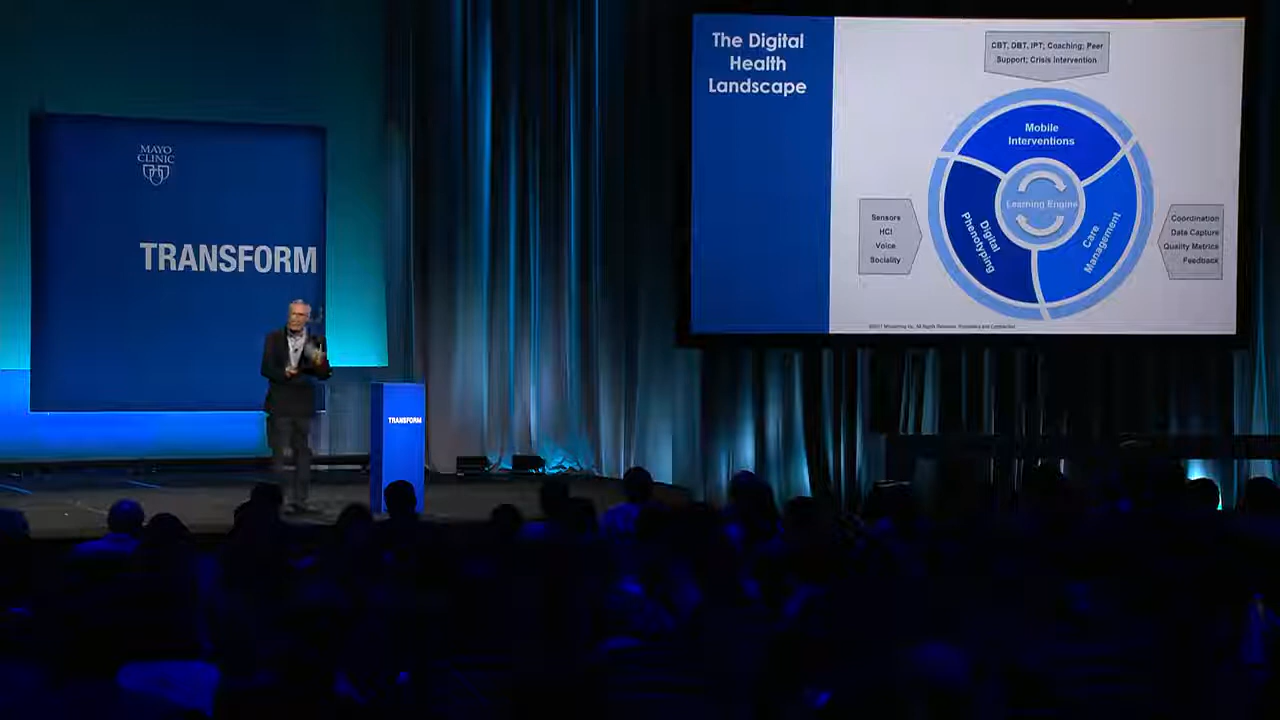 MAYO
CLINIC
TRANSFORM
TRANSFORM
The Digital
Health
Landscape
CBT, DBT, IPT; Coaching; Peer
Support; Crisis Intervention
Mobile
Interventions
Learning Engine
Digital
Phenotyping
Care
Management
Sensors
HCI
Voice
Sociality
Coordination
Data Capture
Quality Metrics
Feedback